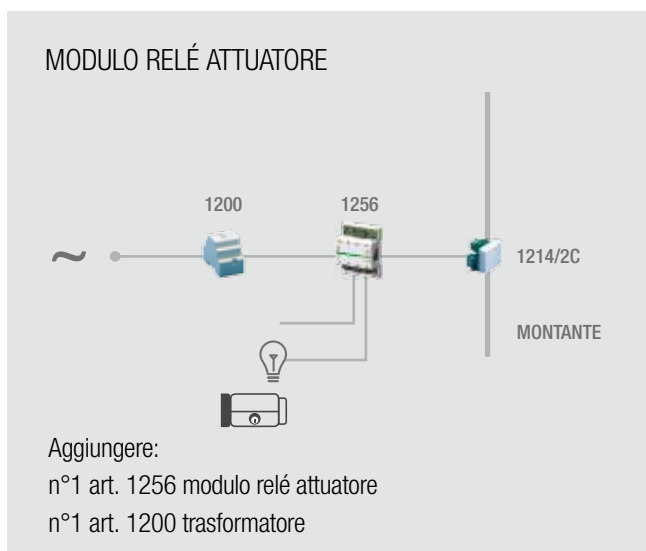 MODULO RELÉ ATTUATORE
1200
1256
~
1214/2C
MONTANTE
Aggiungere:
n°1 art. 1256 modulo relé attuatore
n°1 art. 1200 trasformatore